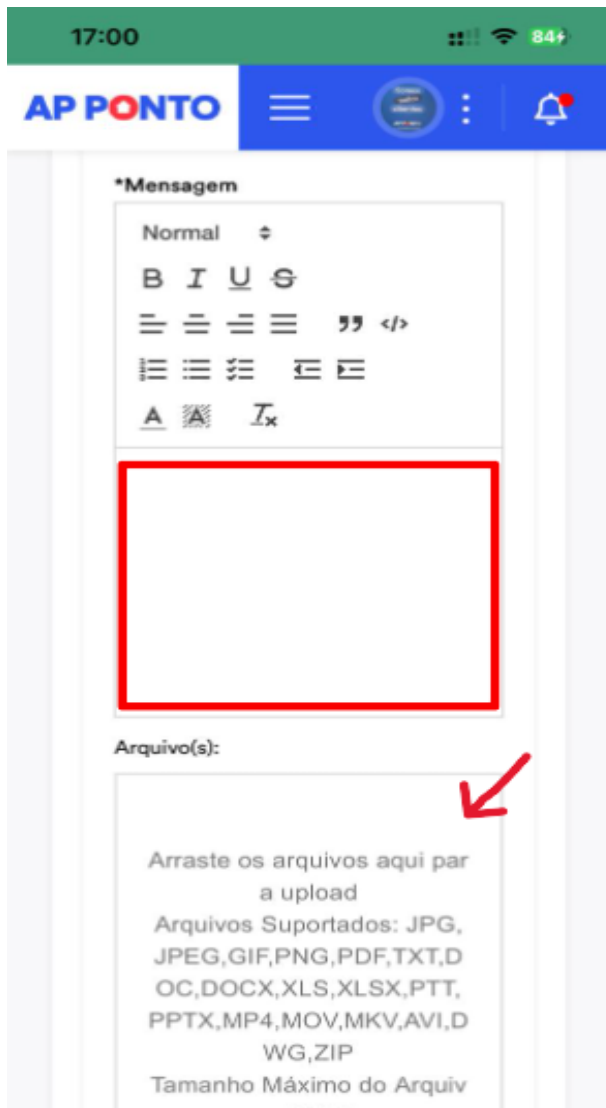 17:00
84
AP PONTO
*Mensagem
Normal
B I U S
” </>
A A Tx
Arquivo(s):
Arraste os arquivos aqui par
a upload
Arquivos Suportados: JPG,
JPEG,GIF,PNG,PDF,TXT,D
OC,DOCX,XLS,XLSX,PTT,
PPTX,MP4,MOV,MKV,AVI,D
WG,ZIP
Tamanho Máximo do Arquiv